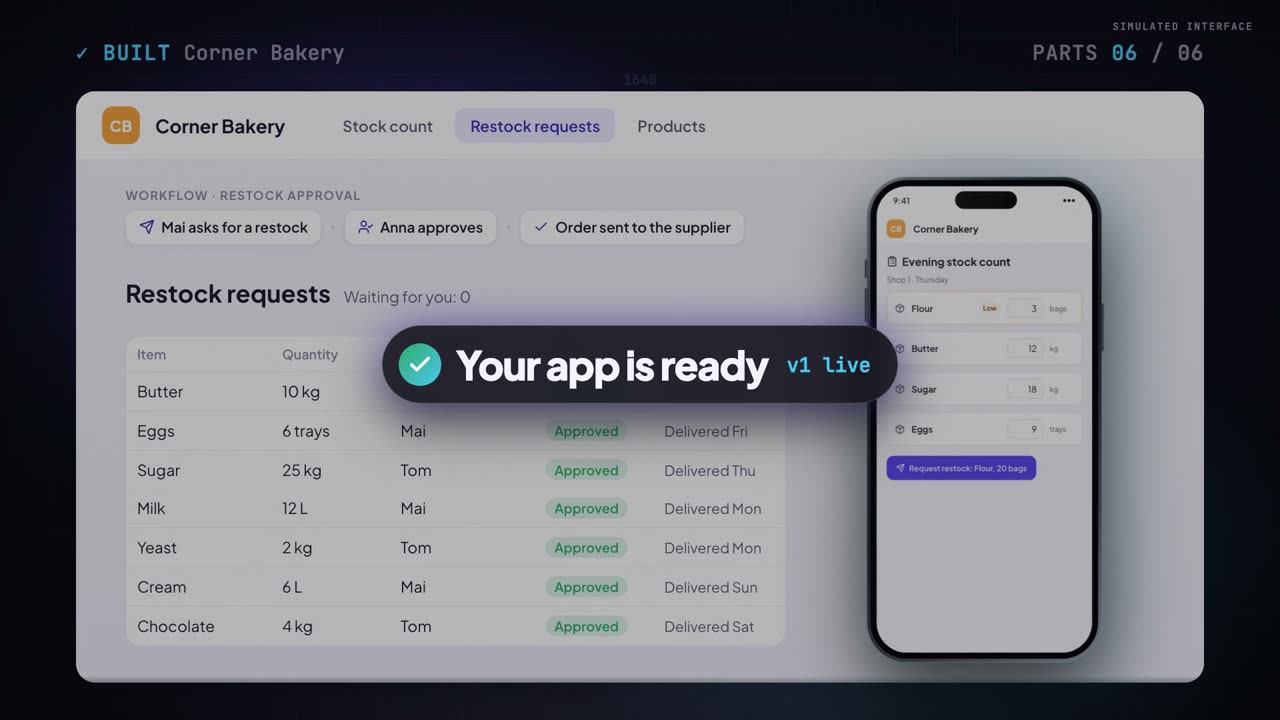 SIMULATED INTERFACE
✓ BUILT Corner Bakery
PARTS 06 / 06
1640
CB Corner Bakery
Stock count
Restock requests
Products
WORKFLOW · RESTOCK APPROVAL
Mai asks for a restock · Anna approves · Order sent to the supplier
Restock requests Waiting for you: 0
Item Quantity
Butter 10 kg
Eggs 6 trays Mai Approved Delivered Fri
Sugar 25 kg Tom Approved Delivered Thu
Milk 12 L Mai Approved Delivered Mon
Yeast 2 kg Tom Approved Delivered Mon
Cream 6 L Mai Approved Delivered Sun
Chocolate 4 kg Tom Approved Delivered Sat
Your app is ready v1 live
9:41
CB Corner Bakery
Evening stock count
Shop 1 · Thursday
Flour Low 3 bags
Butter 12 kg
Sugar 18 kg
Eggs 9 trays
Request restock: Flour, 20 bags